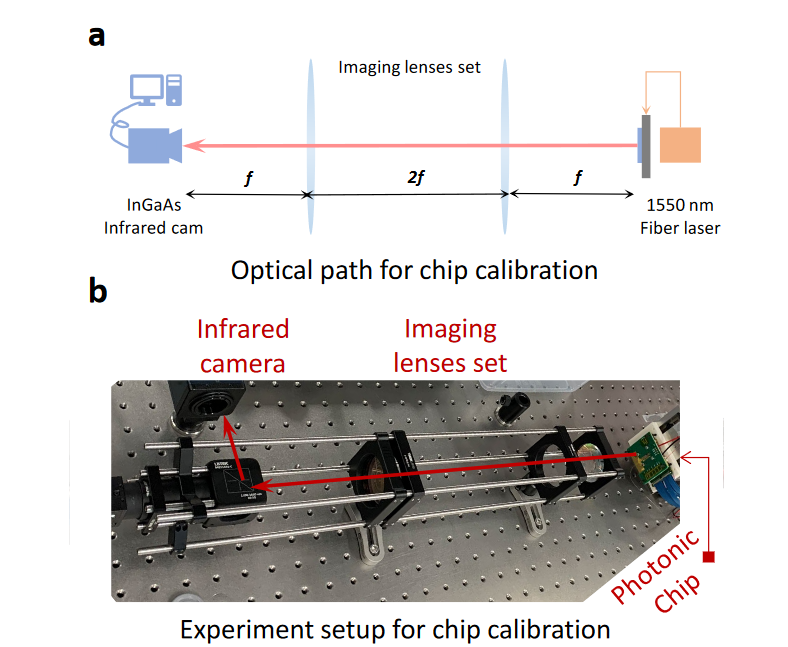 a
Imaging lenses set
f
2f
f
InGaAs
Infrared cam
1550 nm
Fiber laser
Optical path for chip calibration
b
Infrared
camera
Imaging
lenses set
Photonic
Chip
Experiment setup for chip calibration